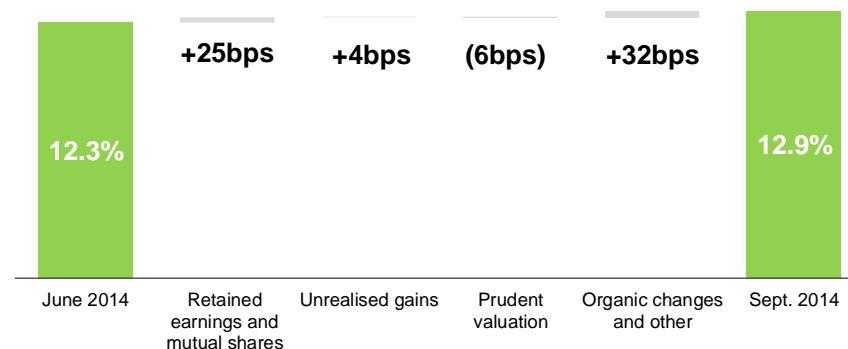 +25bps +4bps (6bps) +32bps
12.3% 12.9%
June 2014 Retained Unrealised gains Prudent Organic changes Sept. 2014
earnings and valuation and other
mutual shares